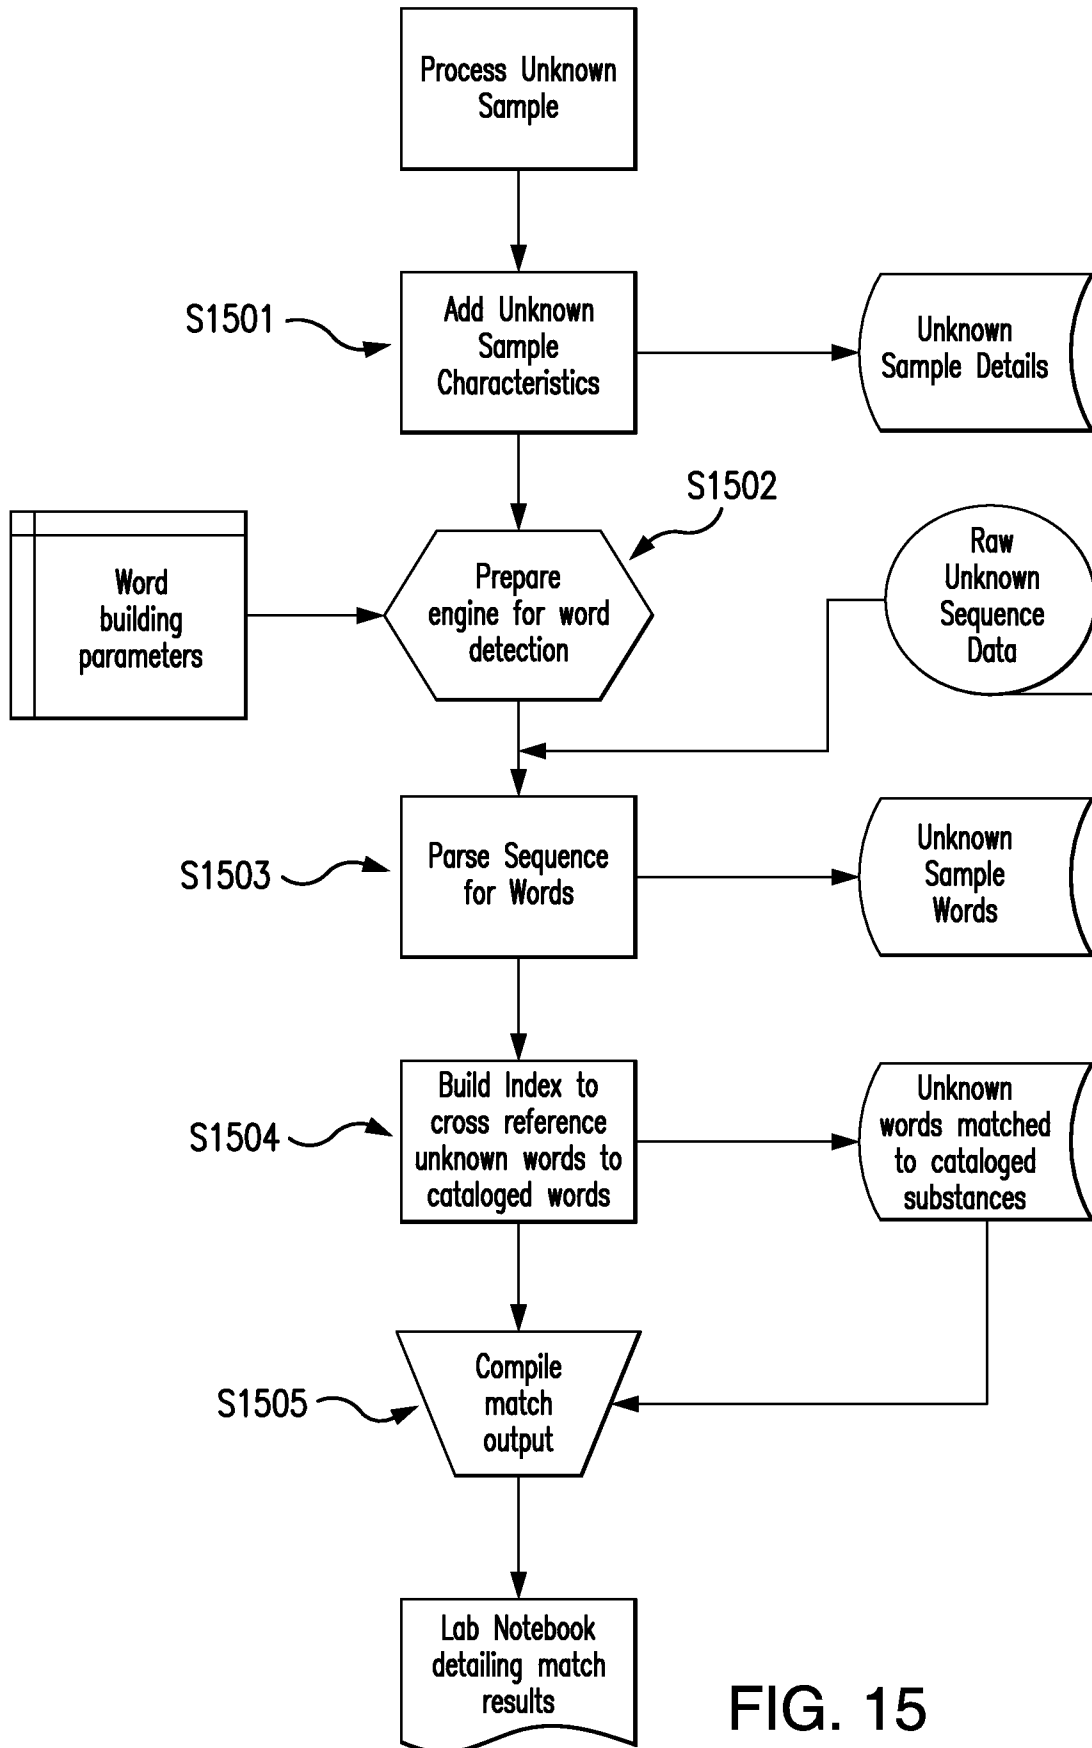 Process Unknown
Sample
S1501
Add Unknown
Sample
Characteristics
Unknown
Sample Details
S1502
Word
building
parameters
Prepare
engine for word
detection
Raw
Unknown
Sequence
Data
S1503
Parse Sequence
for Words
Unknown
Sample
Words
S1504
Build Index to
cross reference
unknown words to
cataloged words
Unknown
words matched
to cataloged
substances
S1505
Compile
match
output
Lab Notebook
detailing match
results
FIG. 15